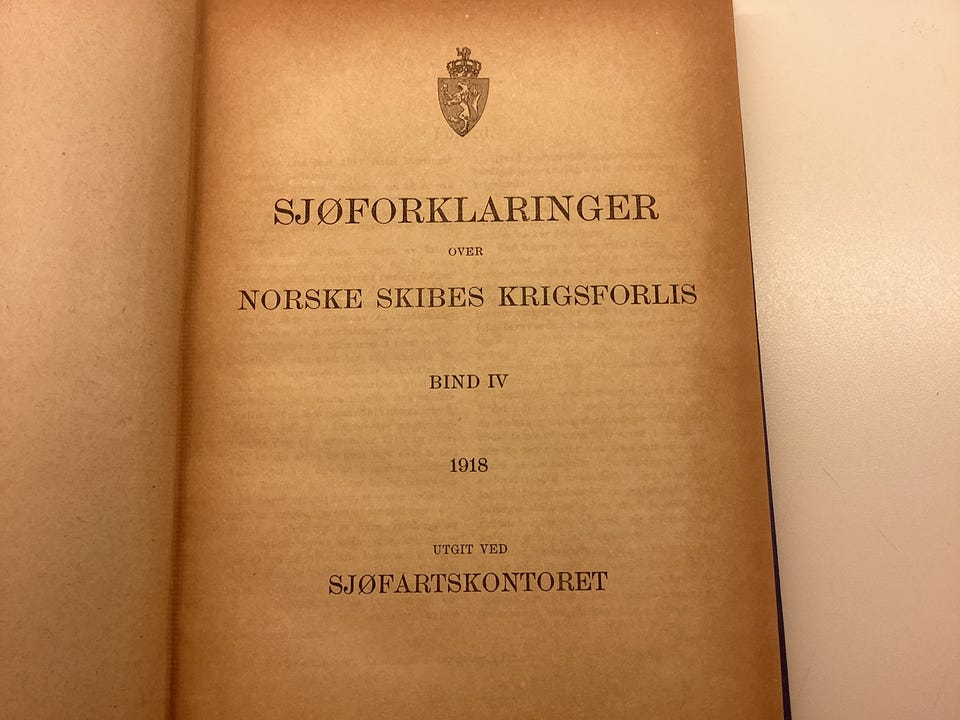 SJØFORKLARINGER
OVER
NORSKE SKIBES KRIGSFORLIS
BIND IV
1918
UTGIT VED
SJØFARTSKONTORET